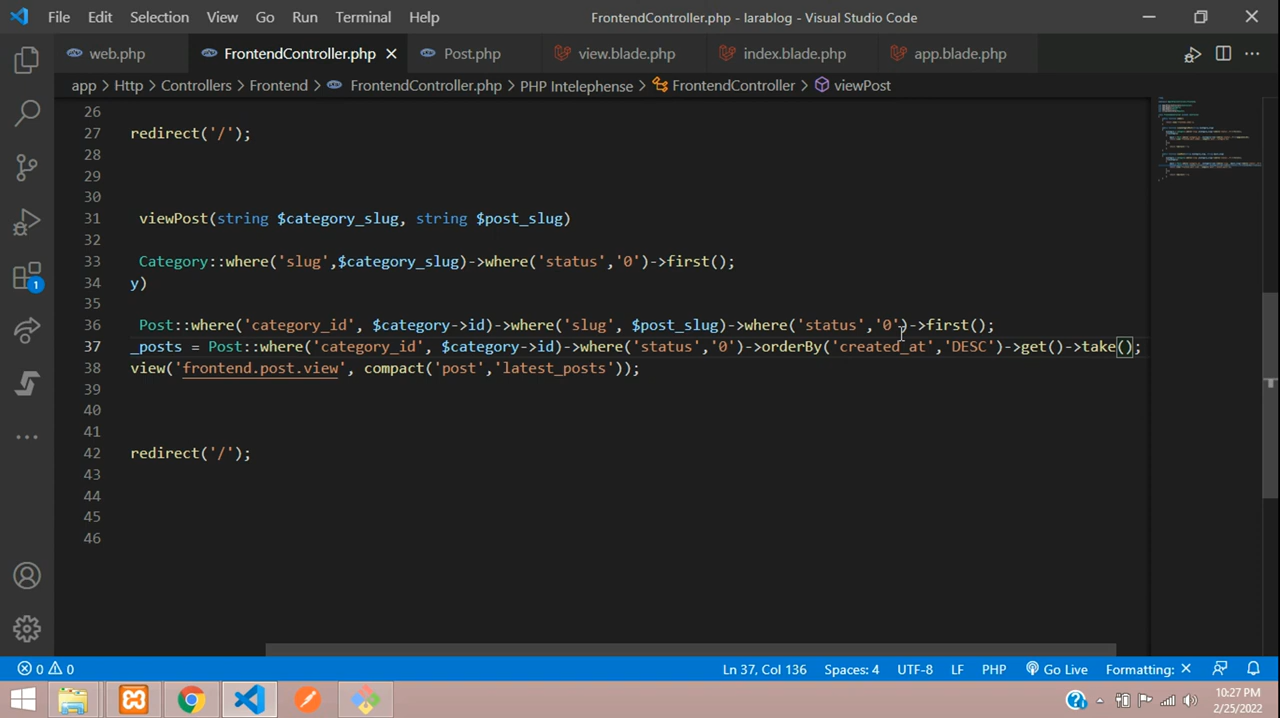 File Edit Selection View Go Run Terminal Help FrontendController.php - larablog - Visual Studio Code
web.php FrontendController.php Post.php view.blade.php index.blade.php app.blade.php
app > Http > Controllers > Frontend > FrontendController.php > PHP Intelephense > FrontendController > viewPost
26
27 redirect('/');
28
29
30
31 viewPost(string $category_slug, string $post_slug)
32
33 Category::where('slug',$category_slug)->where('status','0')->first();
34 y)
35
36 Post::where('category_id', $category->id)->where('slug', $post_slug)->where('status','0')->first();
37 _posts = Post::where('category_id', $category->id)->where('status','0')->orderBy('created_at','DESC')->get()->take();
38 view('frontend.post.view', compact('post','latest_posts'));
39
40
41
42 redirect('/');
43
44
45
46
1
0 0 Ln 37, Col 136 Spaces: 4 UTF-8 LF PHP Go Live Formatting:
10:27 PM
2/25/2022